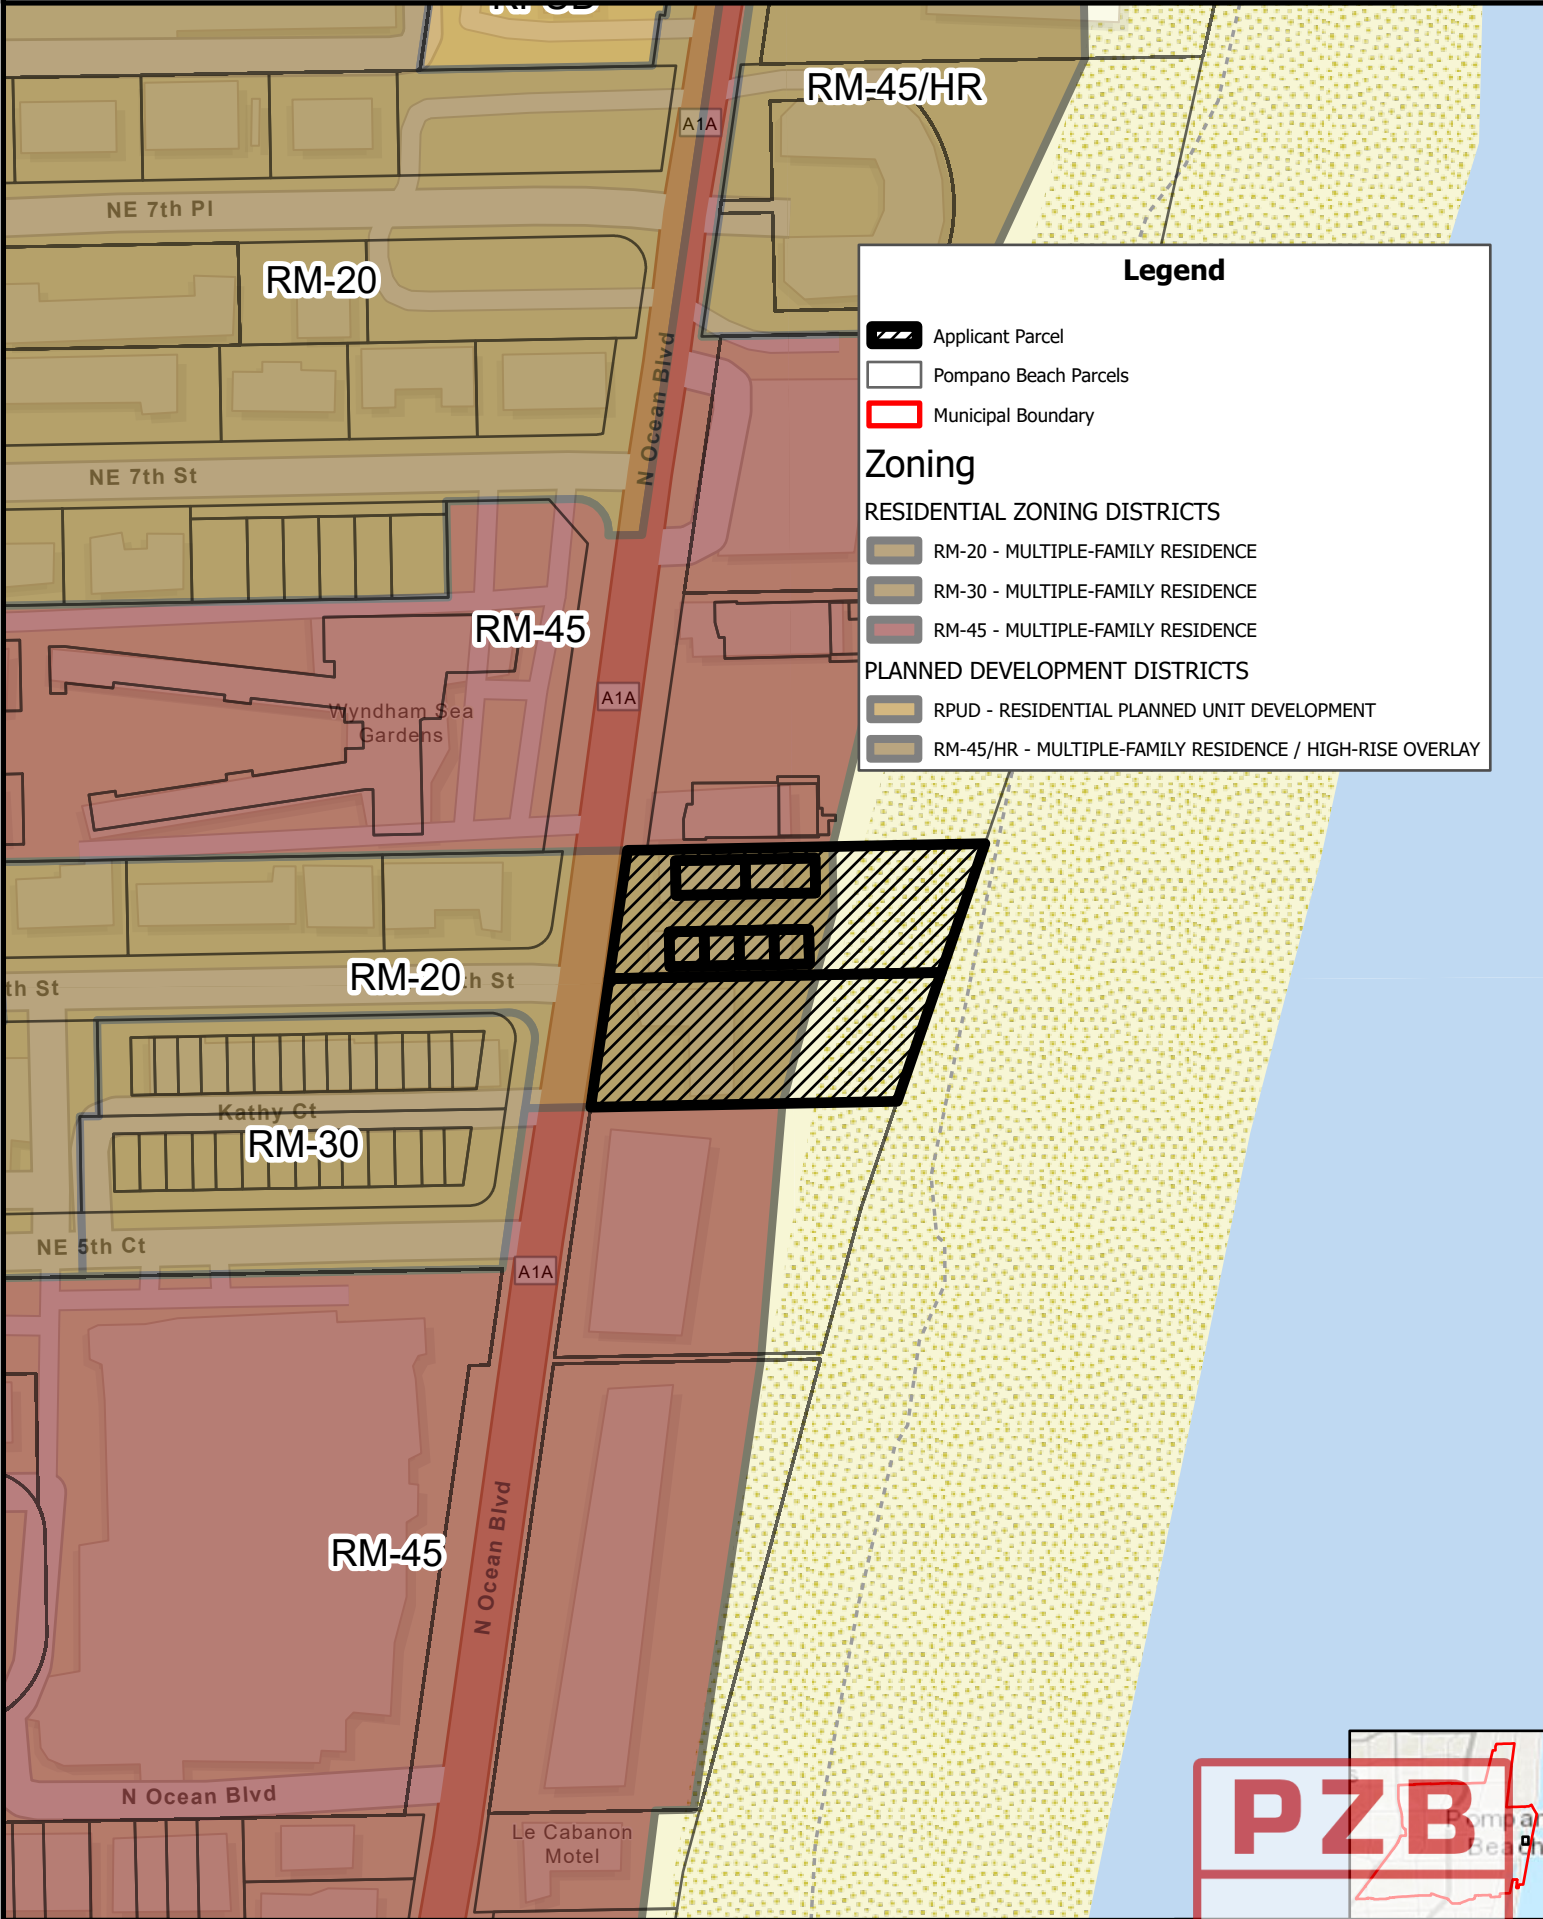 RM-45/HR
A1A
NE 7th Pl
RM-20
Legend
Applicant Parcel
Pompano Beach Parcels
Municipal Boundary
Zoning
RESIDENTIAL ZONING DISTRICTS
RM-20 - MULTIPLE-FAMILY RESIDENCE
RM-30 - MULTIPLE-FAMILY RESIDENCE
RM-45 - MULTIPLE-FAMILY RESIDENCE
PLANNED DEVELOPMENT DISTRICTS
RPUD - RESIDENTIAL PLANNED UNIT DEVELOPMENT
RM-45/HR - MULTIPLE-FAMILY RESIDENCE / HIGH-RISE OVERLAY
N Ocean Blvd
NE 7th St
RM-45
A1A
Wyndham Sea
Gardens
RM-20
th St
h St
Kathy Ct
RM-30
NE 5th Ct
A1A
N Ocean Blvd
RM-45
N Ocean Blvd
Le Cabanon
Motel
PZB
Pompan
Beach